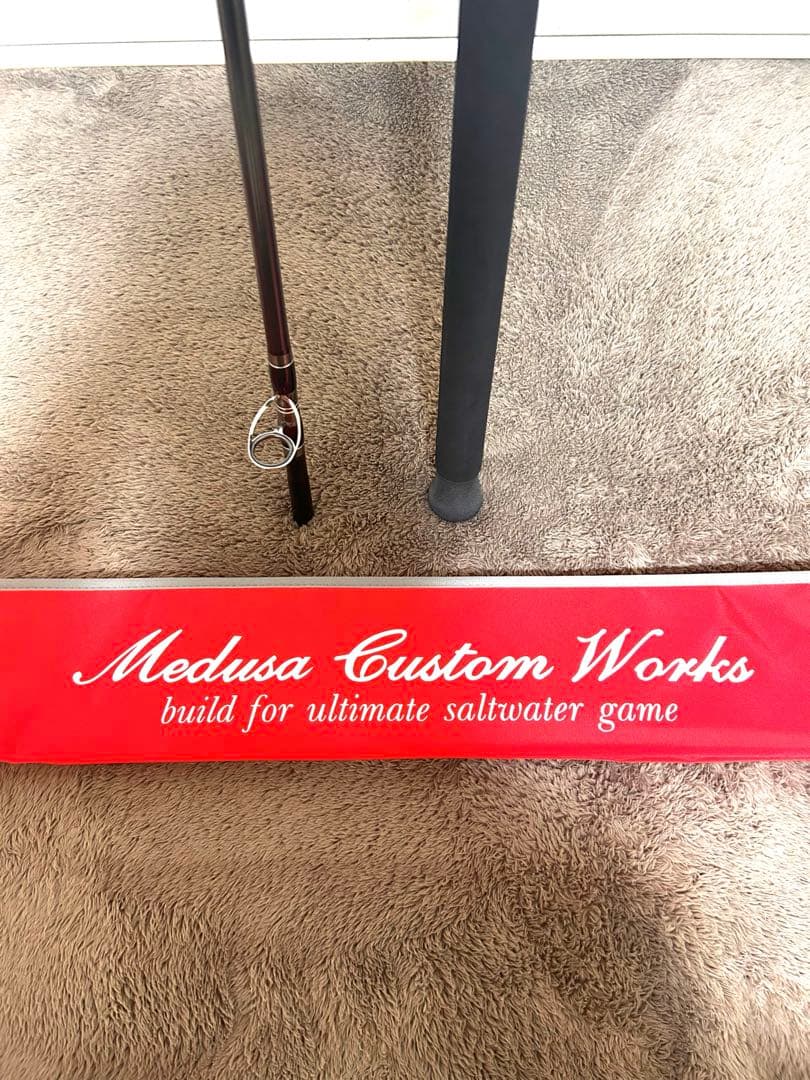 Medusa Custom Works
build for ultimate saltwater game